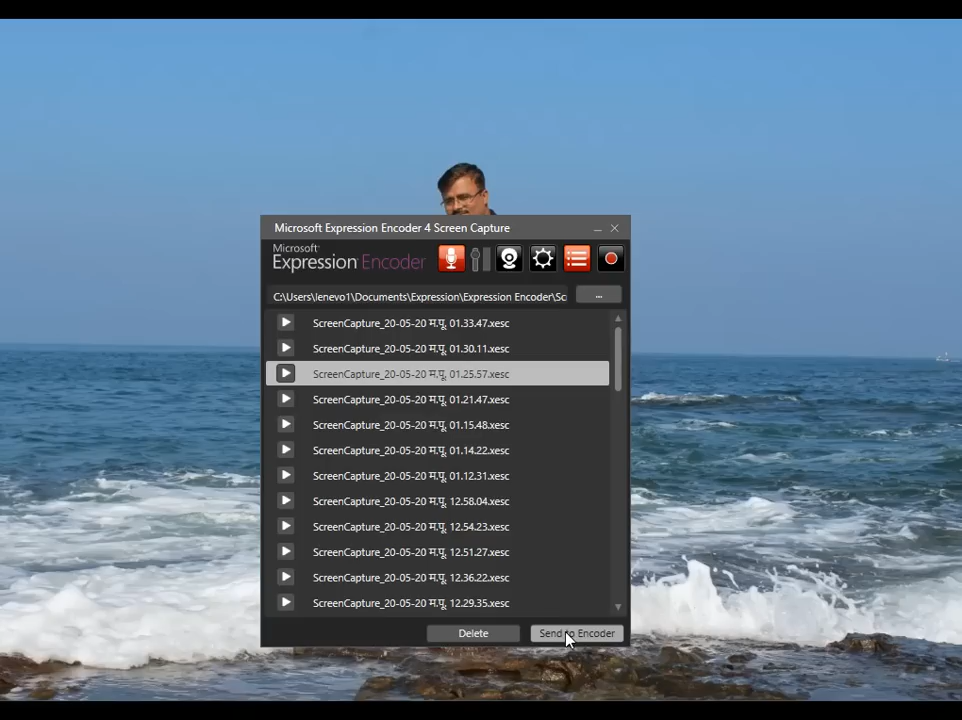 Microsoft Expression Encoder 4 Screen Capture
Microsoft
Expression Encoder
C:\Users\lenevo1\Documents\Expression\Expression Encoder\Sc
...
ScreenCapture_20-05-20 म.पू. 01.33.47.xesc
ScreenCapture_20-05-20 म.पू. 01.30.11.xesc
ScreenCapture_20-05-20 म.पू. 01.25.57.xesc
ScreenCapture_20-05-20 म.पू. 01.21.47.xesc
ScreenCapture_20-05-20 म.पू. 01.15.48.xesc
ScreenCapture_20-05-20 म.पू. 01.14.22.xesc
ScreenCapture_20-05-20 म.पू. 01.12.31.xesc
ScreenCapture_20-05-20 म.पू. 12.58.04.xesc
ScreenCapture_20-05-20 म.पू. 12.54.23.xesc
ScreenCapture_20-05-20 म.पू. 12.51.27.xesc
ScreenCapture_20-05-20 म.पू. 12.36.22.xesc
ScreenCapture_20-05-20 म.पू. 12.29.35.xesc
Delete
Send to Encoder